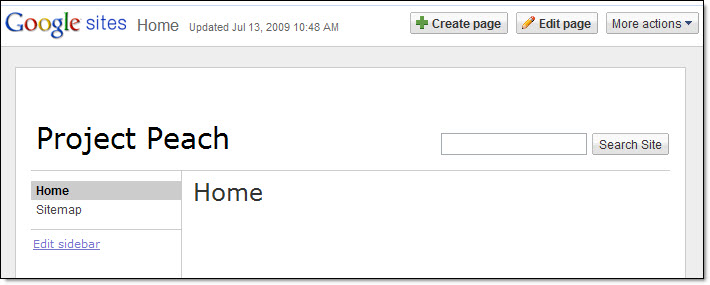 Google sites Home Updated Jul 13, 2009 10:48 AM Create page Edit page More actions
Project Peach
Search Site
Home
Sitemap
Edit sidebar
Home